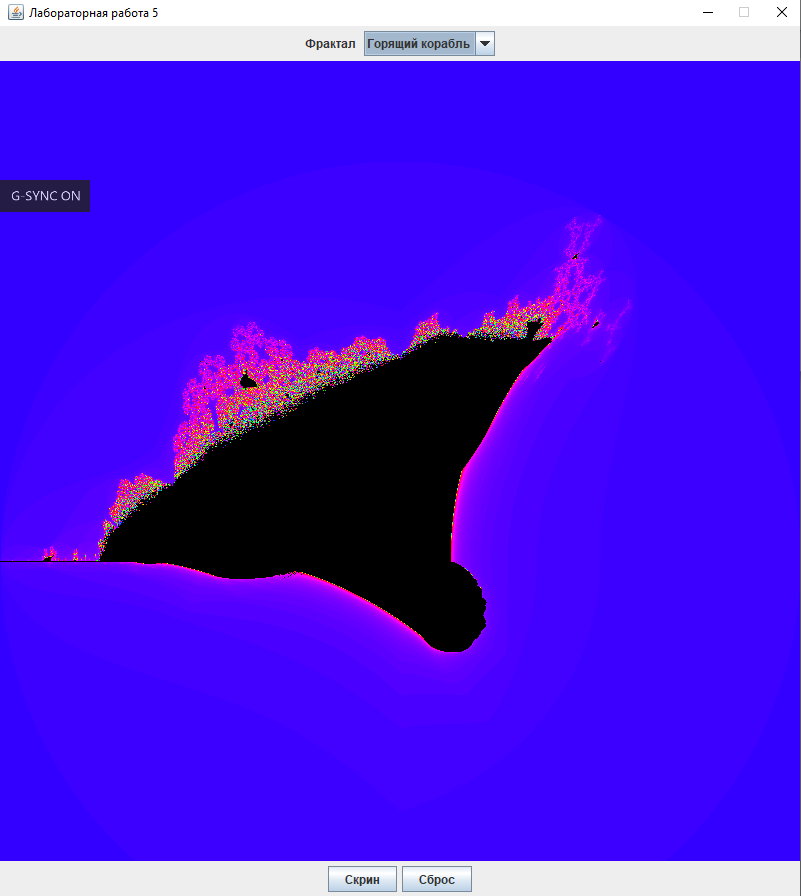 Лабораторная работа 5
Фрактал Горящий корабль
G-SYNC ON
Скрин Сброс